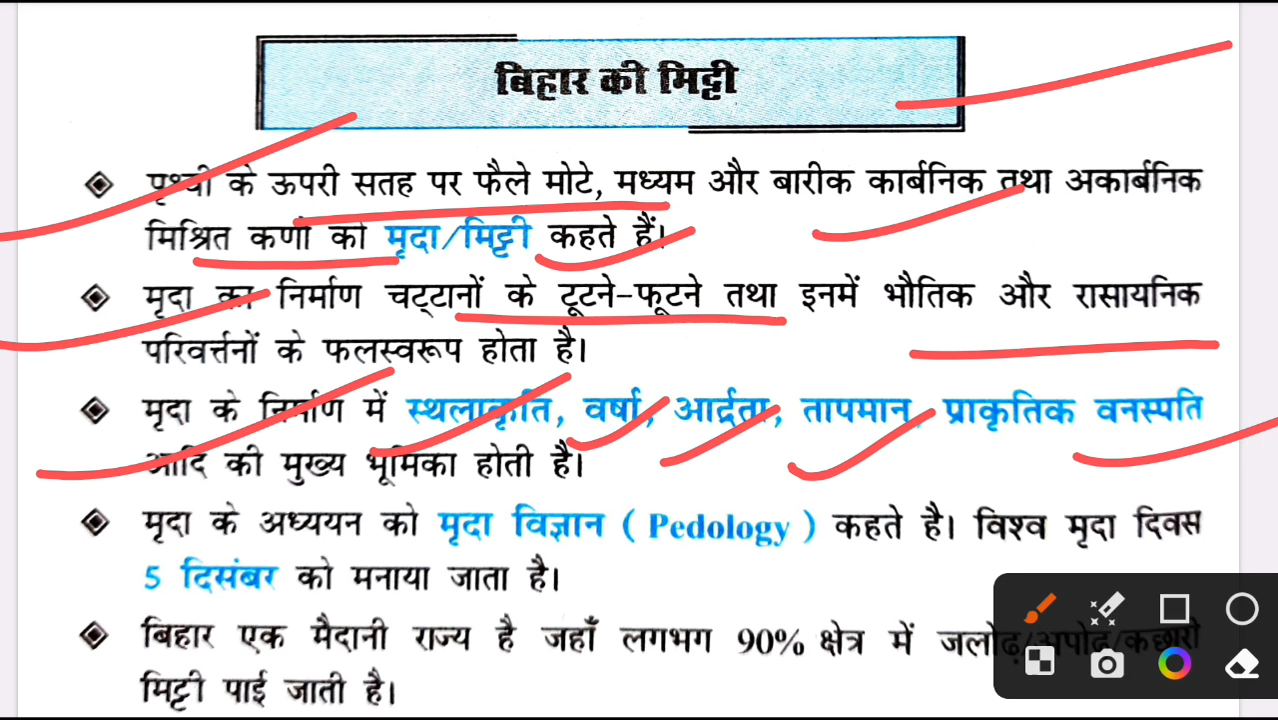 बिहार की मिट्टी
पृथ्वी के ऊपरी सतह पर फैले मोटे, मध्यम और बारीक कार्बनिक तथा अकार्बनिक
मिश्रित कणों को मृदा/मिट्टी कहते हैं।
मृदा का निर्माण चट्टानों के टूटने-फूटने तथा इनमें भौतिक और रासायनिक
परिवर्त्तनों के फलस्वरूप होता है।
मृदा के निर्माण में स्थलाकृति, वर्षा, आर्द्रता, तापमान, प्राकृतिक वनस्पति
आदि की मुख्य भूमिका होती है।
मृदा के अध्ययन को मृदा विज्ञान (Pedology) कहते है। विश्व मृदा दिवस
5 दिसंबर को मनाया जाता है।
बिहार एक मैदानी राज्य है जहाँ लगभग 90% क्षेत्र में जलोढ़/अपोढ़/कछारी
मिट्टी पाई जाती है।